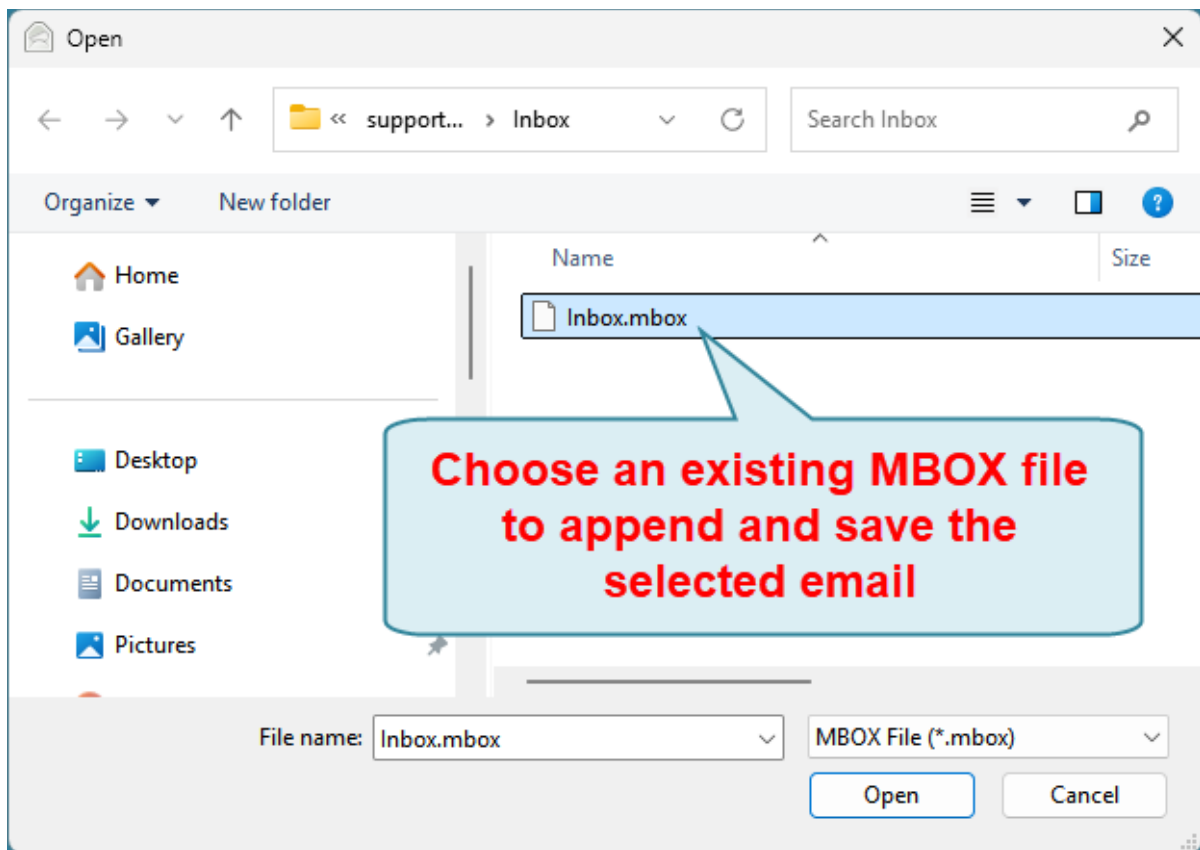 Open
« support... › Inbox
Search Inbox
Organize New folder
?
Home
Gallery
Desktop
Downloads
Documents
Pictures
Name Size
Inbox.mbox
Choose an existing MBOX file
to append and save the
selected email
File name: Inbox.mbox MBOX File (*.mbox)
Open Cancel